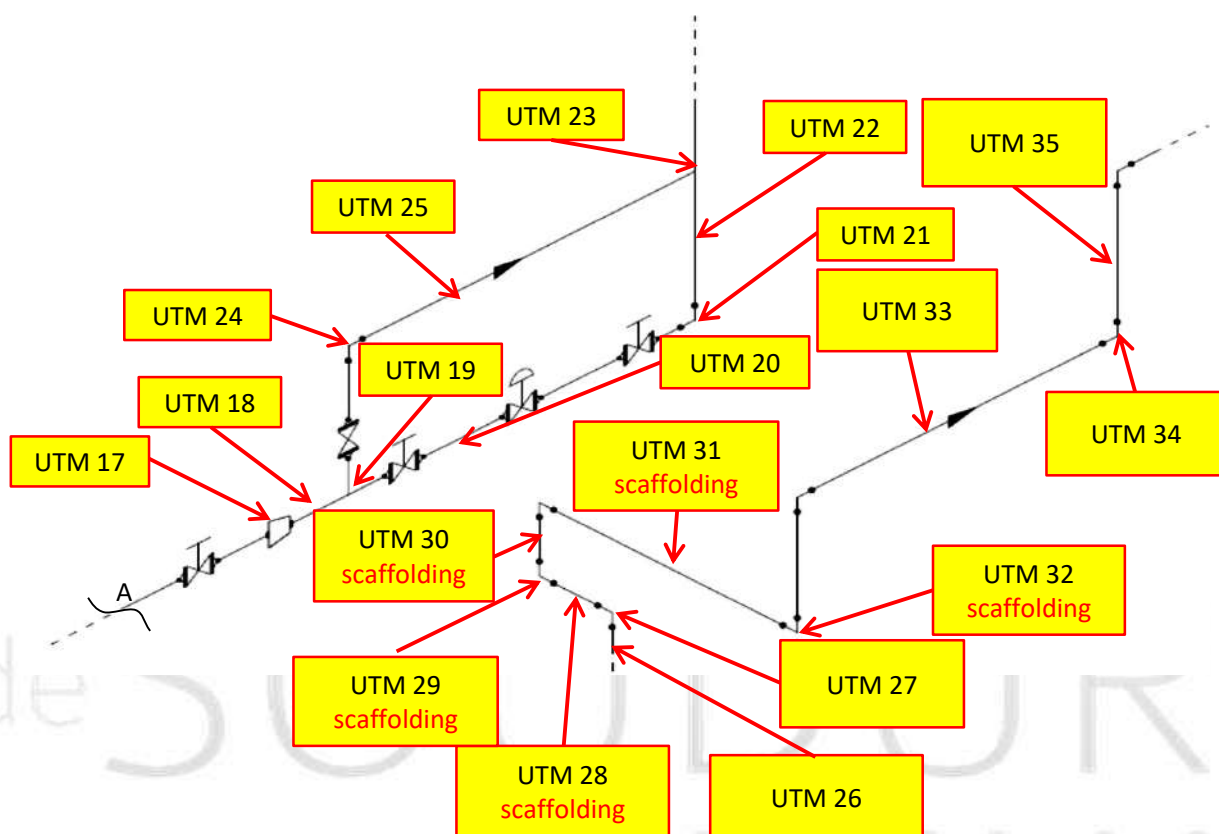 UTM 23
UTM 22
UTM 35
UTM 25
UTM 21
UTM 24
UTM 33
UTM 19
UTM 20
UTM 18
UTM 34
UTM 17
UTM 31
scaffolding
UTM 30
scaffolding
UTM 32
scaffolding
A
UTM 29
scaffolding
UTM 27
UTM 28
scaffolding
UTM 26
de